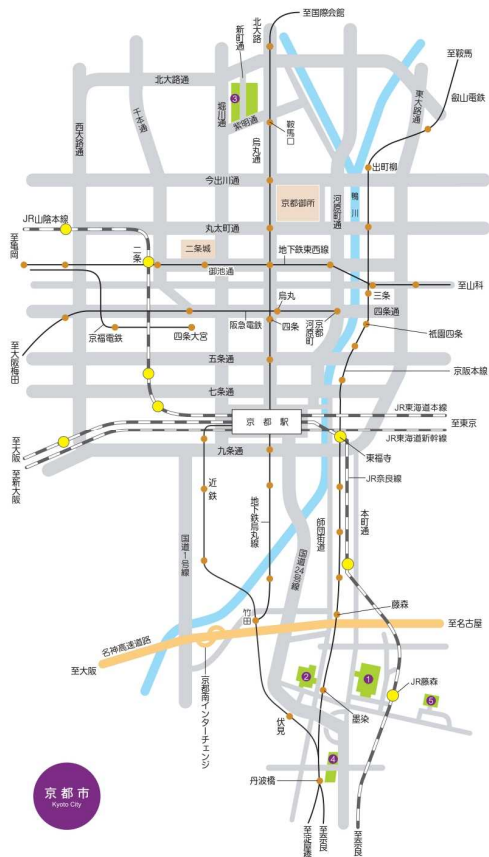 至国際会館
北大路
新町通
至鞍馬
叡山電鉄
北大路通
堀川通
③
紫明通
烏丸通
鞍馬口
東大路通
西大路通
千本通
出町柳
今出川通
鴨川
京都御所
河原町通
JR山陰本線
丸太町通
至亀岡
二条
二条城
地下鉄東西線
御池通
至山科
三条
烏丸
四条通
京福電鉄
四条大宮
阪急電鉄
四条
京都河原町
祇園四条
至大阪梅田
五条通
京阪本線
七条通
京都駅
JR東海道本線
至東京
JR東海道新幹線
至大阪
至新大阪
九条通
東福寺
近鉄
JR奈良線
地下鉄烏丸線
師団街道
本町通
国道1号線
国道24号線
竹田
藤森
名神高速道路
至名古屋
至大阪
京都南インターチェンジ
②
①
JR藤森
⑤
墨染
伏見
④
丹波橋
京都市
Kyoto City
至淀屋橋
至奈良
至奈良